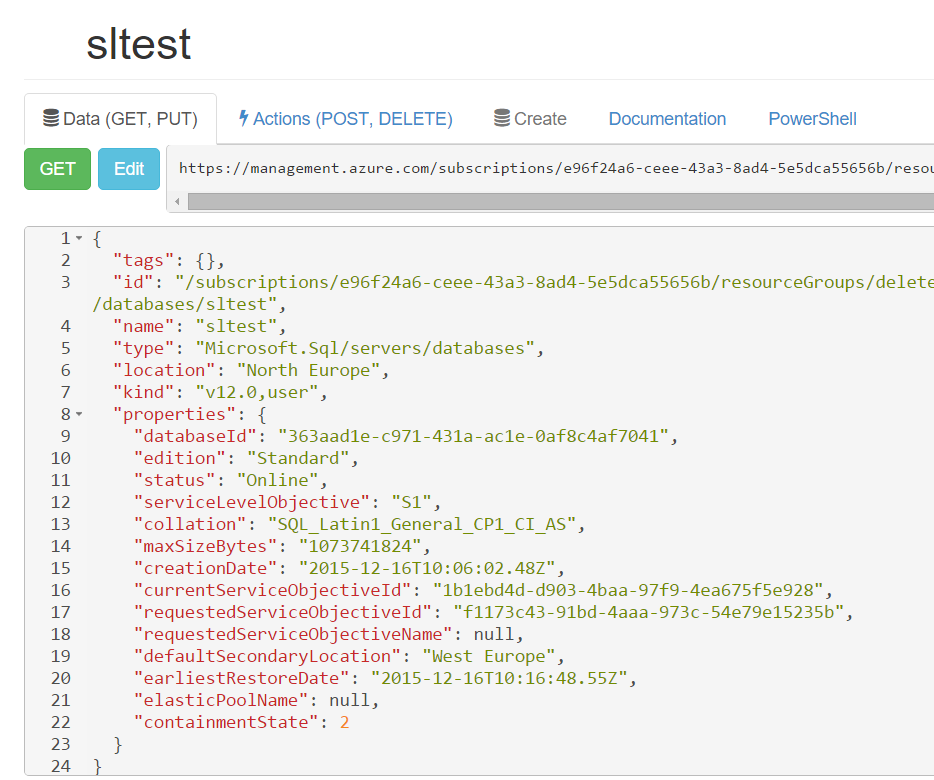 sltest
Data (GET, PUT) Actions (POST, DELETE) Create Documentation PowerShell
GET Edit https://management.azure.com/subscriptions/e96f24a6-ceee-43a3-8ad4-5e5dca55656b/resou
1 {
2 "tags": {},
3 "id": "/subscriptions/e96f24a6-ceee-43a3-8ad4-5e5dca55656b/resourceGroups/delete
/databases/sltest",
4 "name": "sltest",
5 "type": "Microsoft.Sql/servers/databases",
6 "location": "North Europe",
7 "kind": "v12.0,user",
8 "properties": {
9 "databaseId": "363aad1e-c971-431a-ac1e-0af8c4af7041",
10 "edition": "Standard",
11 "status": "Online",
12 "serviceLevelObjective": "S1",
13 "collation": "SQL_Latin1_General_CP1_CI_AS",
14 "maxSizeBytes": "1073741824",
15 "creationDate": "2015-12-16T10:06:02.48Z",
16 "currentServiceObjectiveId": "1b1ebd4d-d903-4baa-97f9-4ea675f5e928",
17 "requestedServiceObjectiveId": "f1173c43-91bd-4aaa-973c-54e79e15235b",
18 "requestedServiceObjectiveName": null,
19 "defaultSecondaryLocation": "West Europe",
20 "earliestRestoreDate": "2015-12-16T10:16:48.55Z",
21 "elasticPoolName": null,
22 "containmentState": 2
23 }
24 }